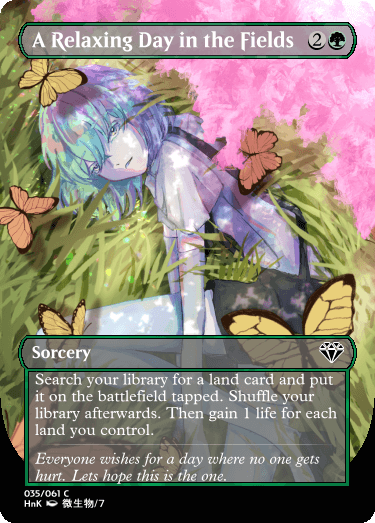 A Relaxing Day in the Fields 2
Sorcery
Search your library for a land card and put
it on the battlefield tapped. Shuffle your
library afterwards. Then gain 1 life for each
land you control.
Everyone wishes for a day where no one gets
hurt. Lets hope this is the one.
035/061 C
HnK 微生物/7